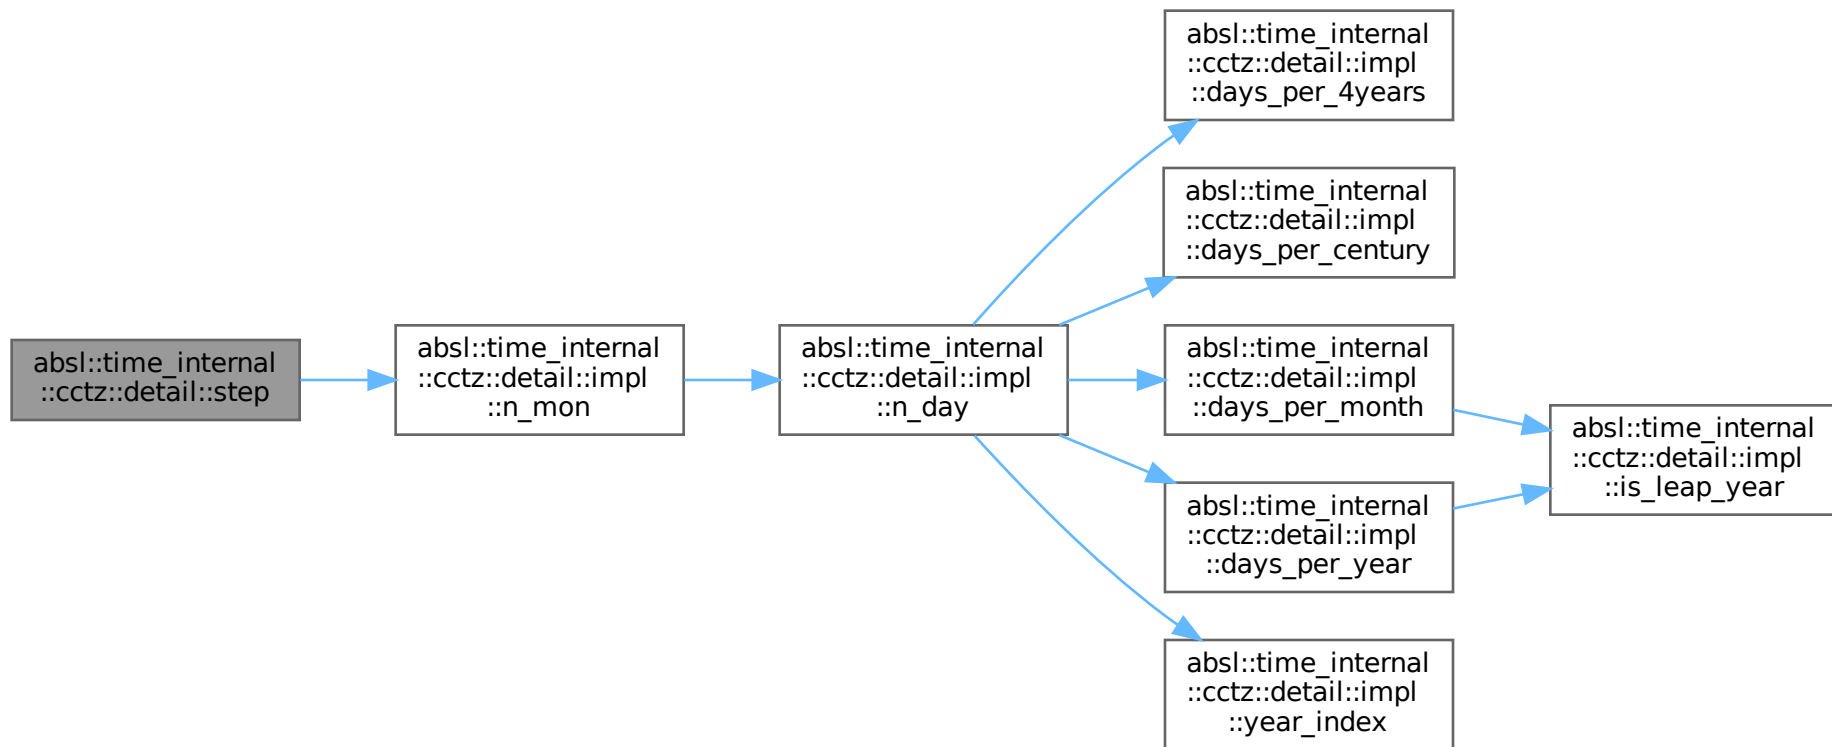 absl::time_internal
::cctz::detail::step
absl::time_internal
::cctz::detail::impl
::n_mon
absl::time_internal
::cctz::detail::impl
::n_day
absl::time_internal
::cctz::detail::impl
::days_per_4years
absl::time_internal
::cctz::detail::impl
::days_per_century
absl::time_internal
::cctz::detail::impl
::days_per_month
absl::time_internal
::cctz::detail::impl
::days_per_year
absl::time_internal
::cctz::detail::impl
::year_index
absl::time_internal
::cctz::detail::impl
::is_leap_year